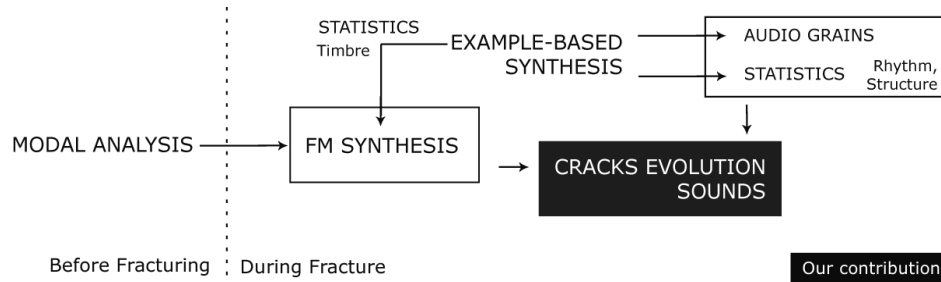 STATISTICS
Timbre
EXAMPLE-BASED
SYNTHESIS
AUDIO GRAINS
STATISTICS
Rhythm,
Structure
MODAL ANALYSIS
FM SYNTHESIS
CRACKS EVOLUTION
SOUNDS
Before Fracturing
During Fracture
Our contribution